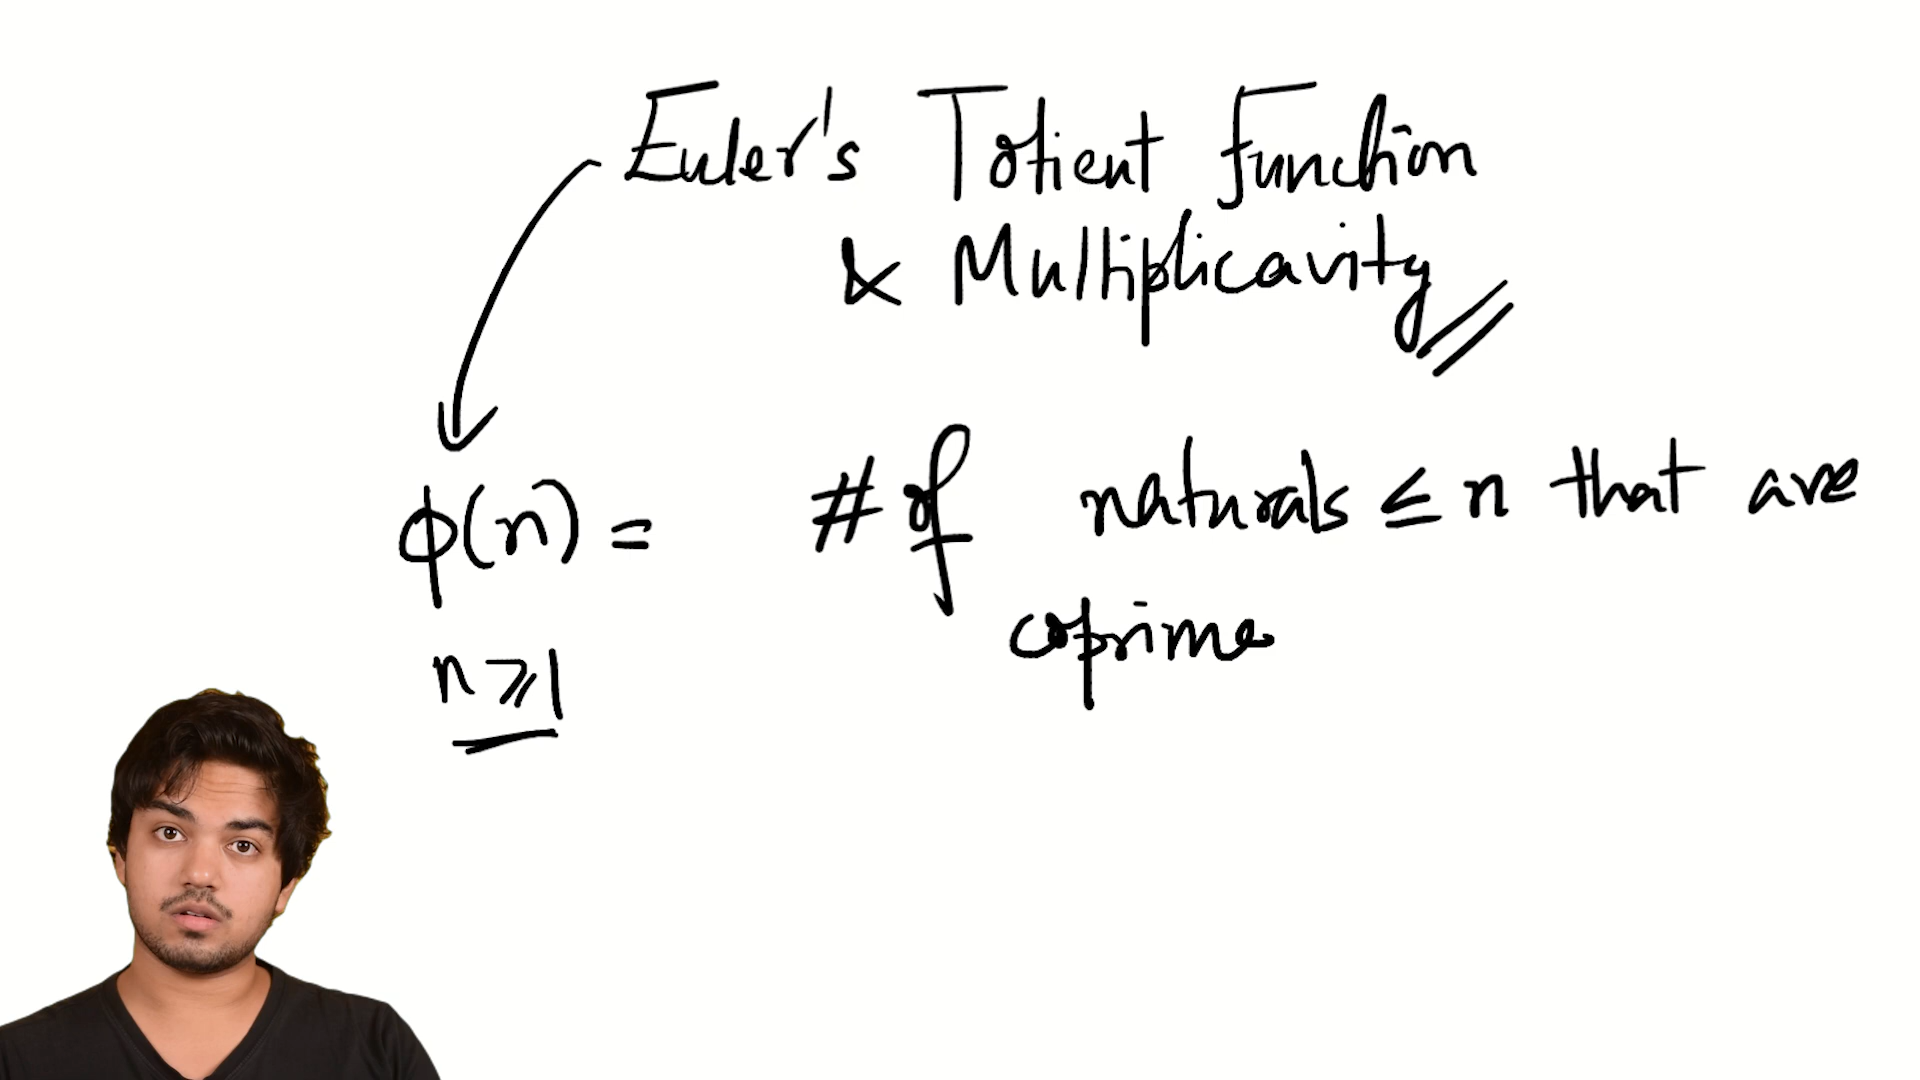 Euler's Totient function
& Multiplicavity
ϕ(n) = # of naturals ≤ n that are
coprime
n ≥ 1